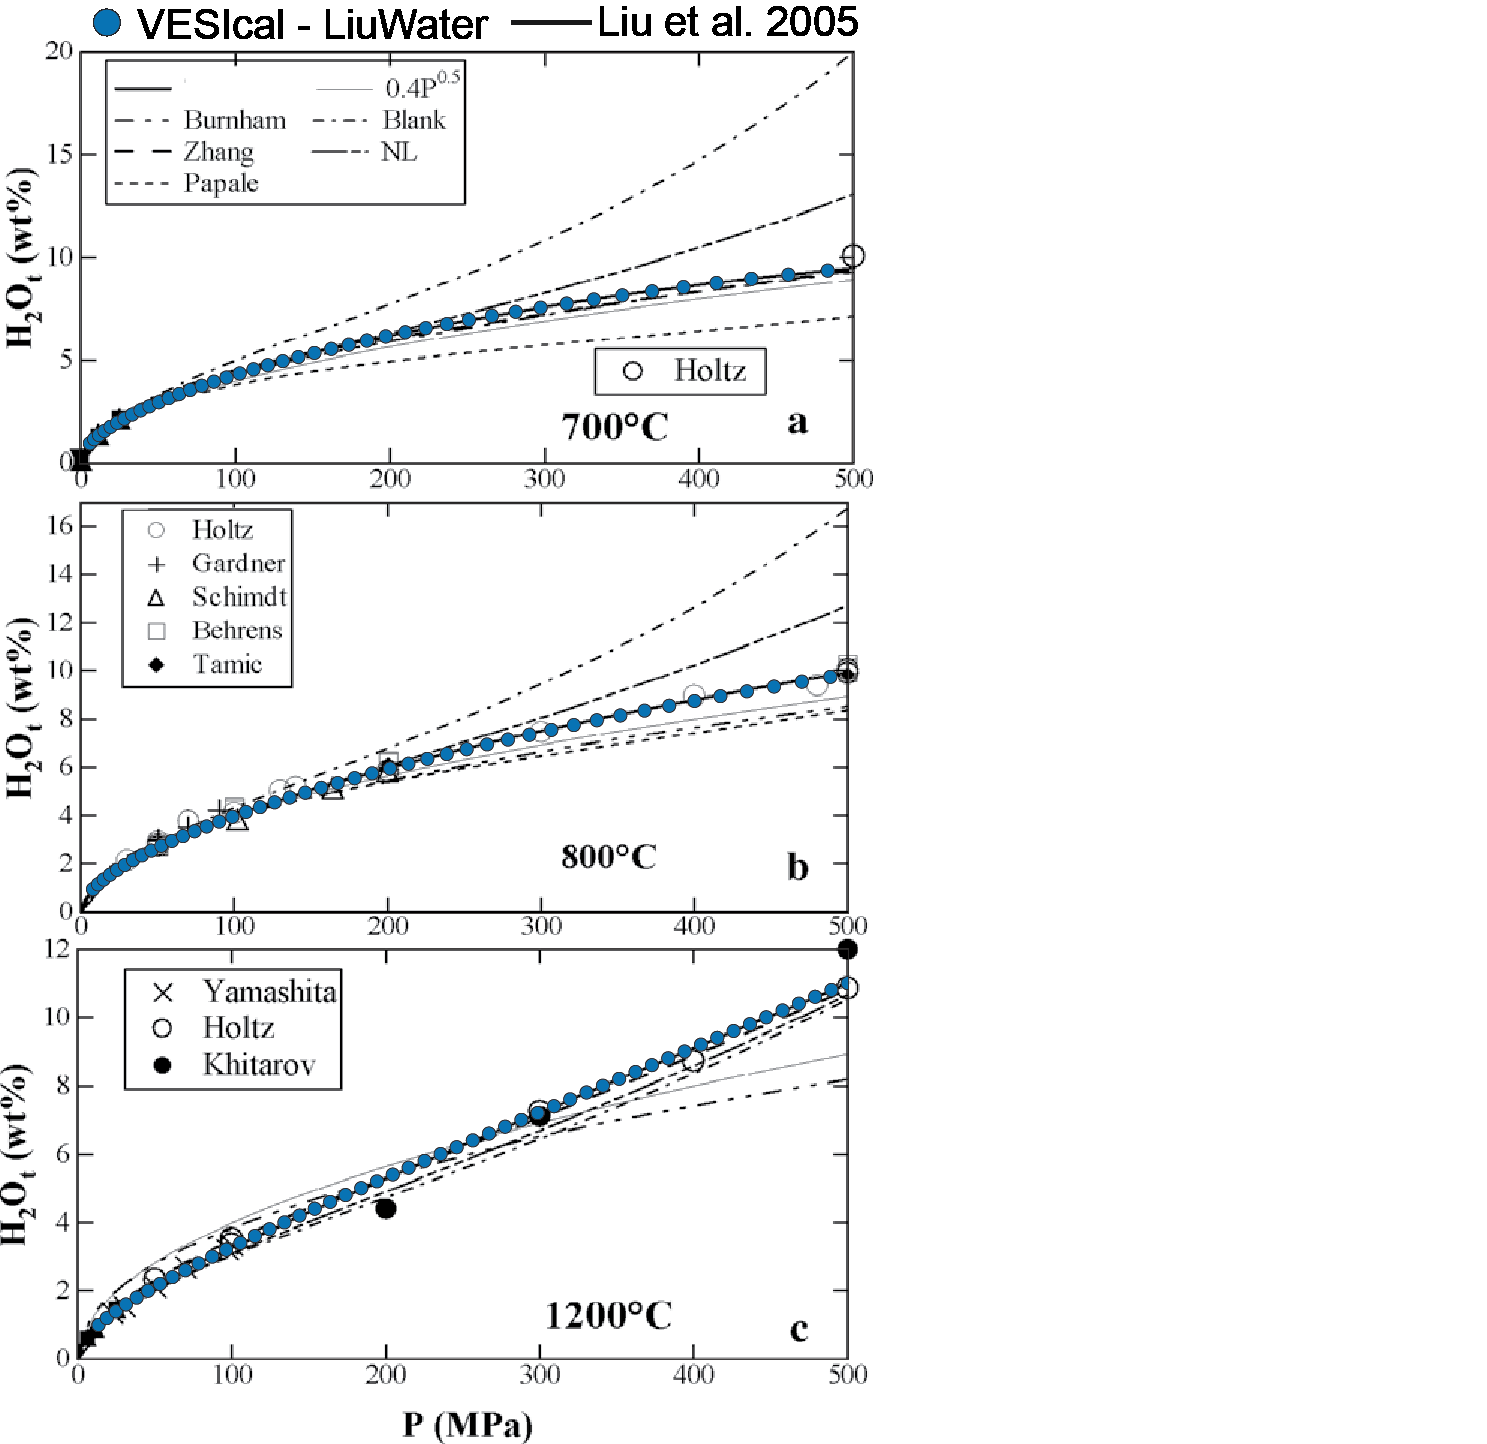 VESIcal - LiuWater Liu et al. 2005
20
15
10
5
0
H₂Oₜ (wt%)
0.4P^0.5
Burnham Blank
Zhang NL
Papale
Holtz
700°C a
0 100 200 300 400 500
16
14
12
10
8
6
4
2
0
H₂Oₜ (wt%)
Holtz
Gardner
Schimdt
Behrens
Tamic
800°C b
0 100 200 300 400 500
12
10
8
6
4
2
0
H₂Oₜ (wt%)
Yamashita
Holtz
Khitarov
1200°C c
0 100 200 300 400 500
P (MPa)